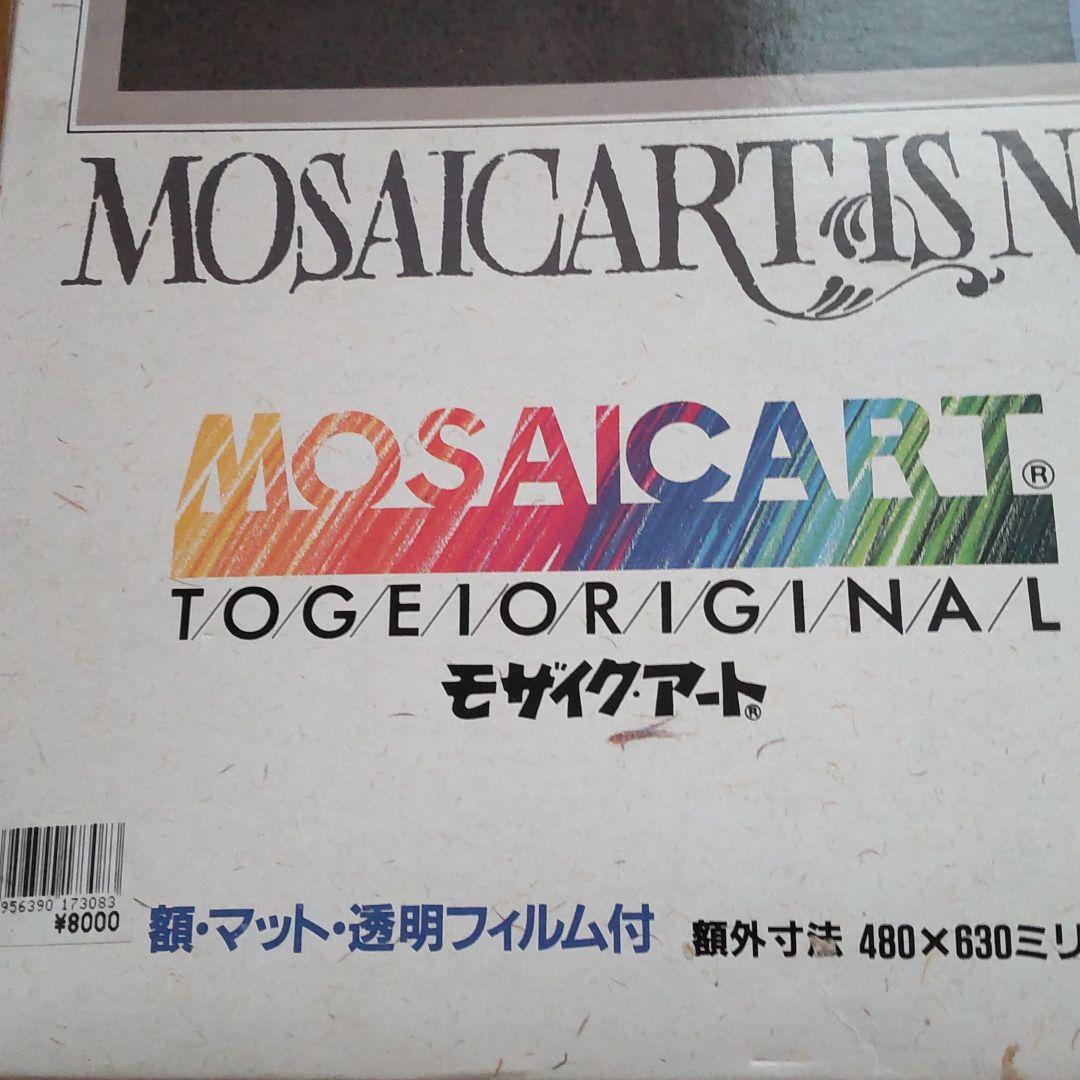 MOSAICART IS N
MOSAICART®
T/O/G/E/I/O/R/I/G/I/N/A/L
モザイク·アート®
956390 173083
¥8000
額・マット・透明フィルム付
額外寸法 480×630ミリ